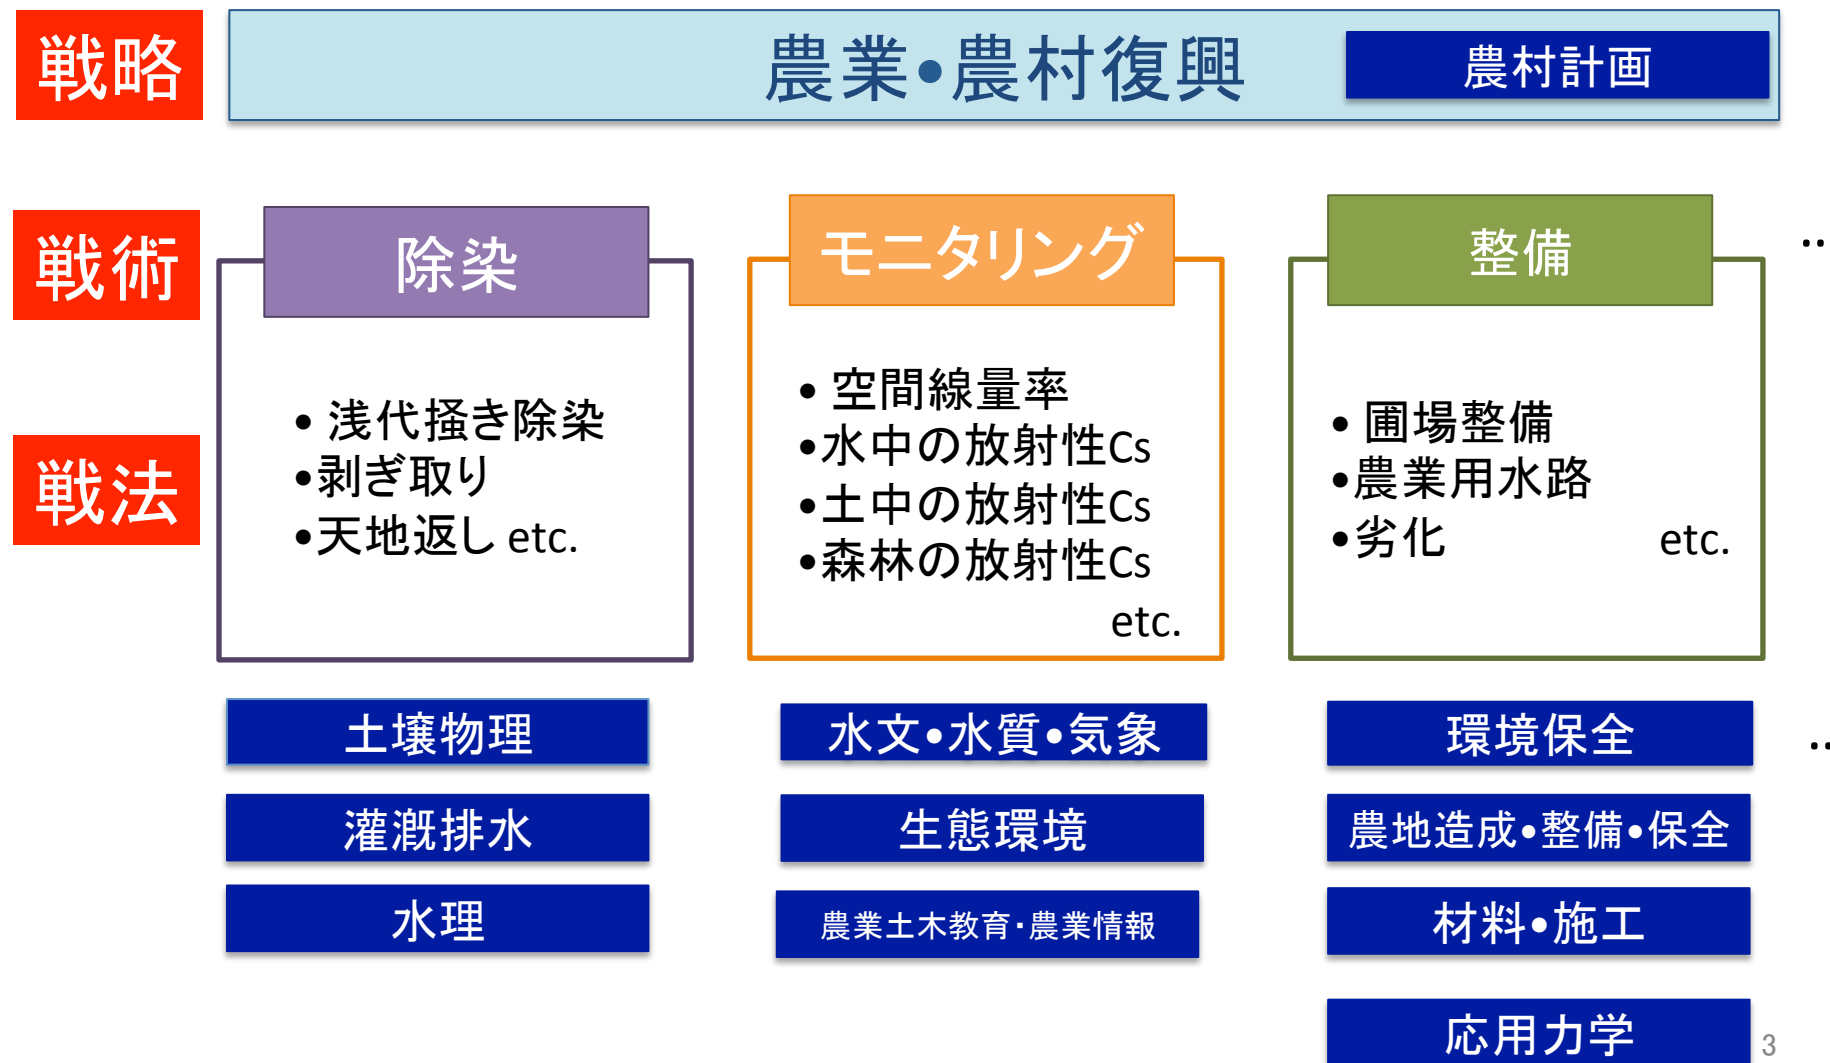 戦略
農業•農村復興
農村計画
戦術
除染
モニタリング
整備
..
戦法
• 浅代掻き除染
•剥ぎ取り
•天地返し etc.
• 空間線量率
•水中の放射性Cs
•土中の放射性Cs
•森林の放射性Cs
etc.
• 圃場整備
•農業用水路
•劣化 etc.
土壌物理
灌漑排水
水理
水文•水質•気象
生態環境
農業土木教育・農業情報
環境保全
農地造成•整備•保全
材料•施工
応用力学
..
3